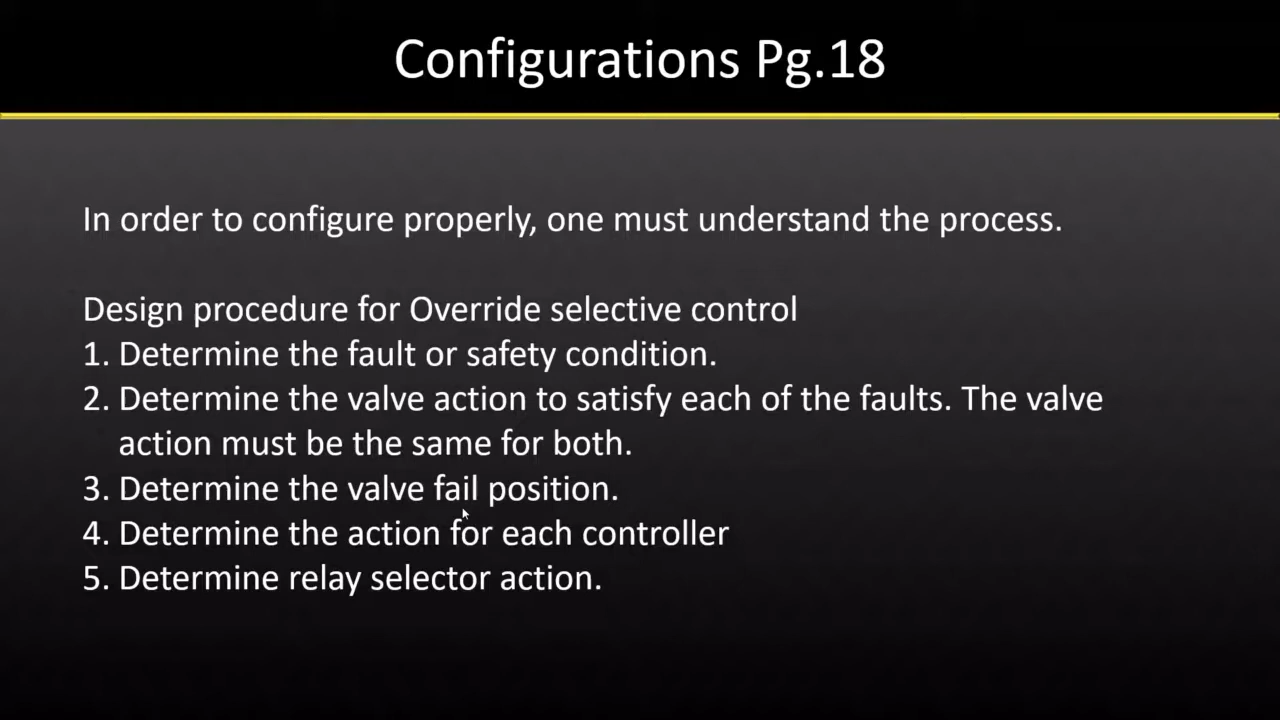 Configurations Pg.18
In order to configure properly, one must understand the process.
Design procedure for Override selective control
1. Determine the fault or safety condition.
2. Determine the valve action to satisfy each of the faults. The valve
action must be the same for both.
3. Determine the valve fail position.
4. Determine the action for each controller
5. Determine relay selector action.